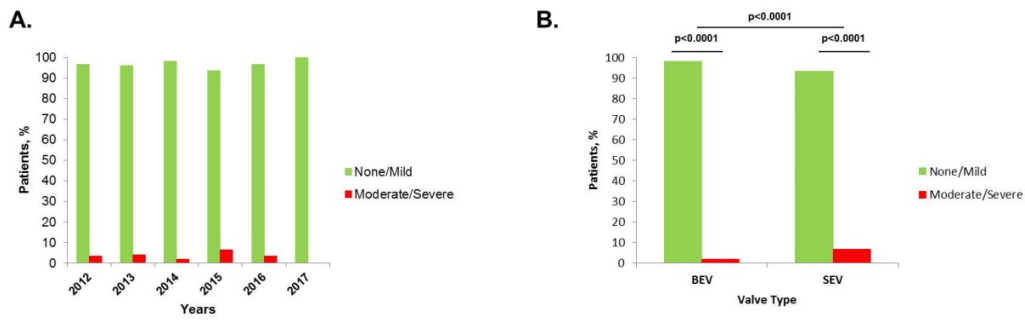 A.
100
90
80
70
60
50
40
30
20
10
0
Patients, %
2012
2013
2014
2015
2016
2017
Years
None/Mild
Moderate/Severe
B.
p<0.0001
p<0.0001
p<0.0001
100
90
80
70
60
50
40
30
20
10
0
Patients, %
BEV
SEV
Valve Type
None/Mild
Moderate/Severe